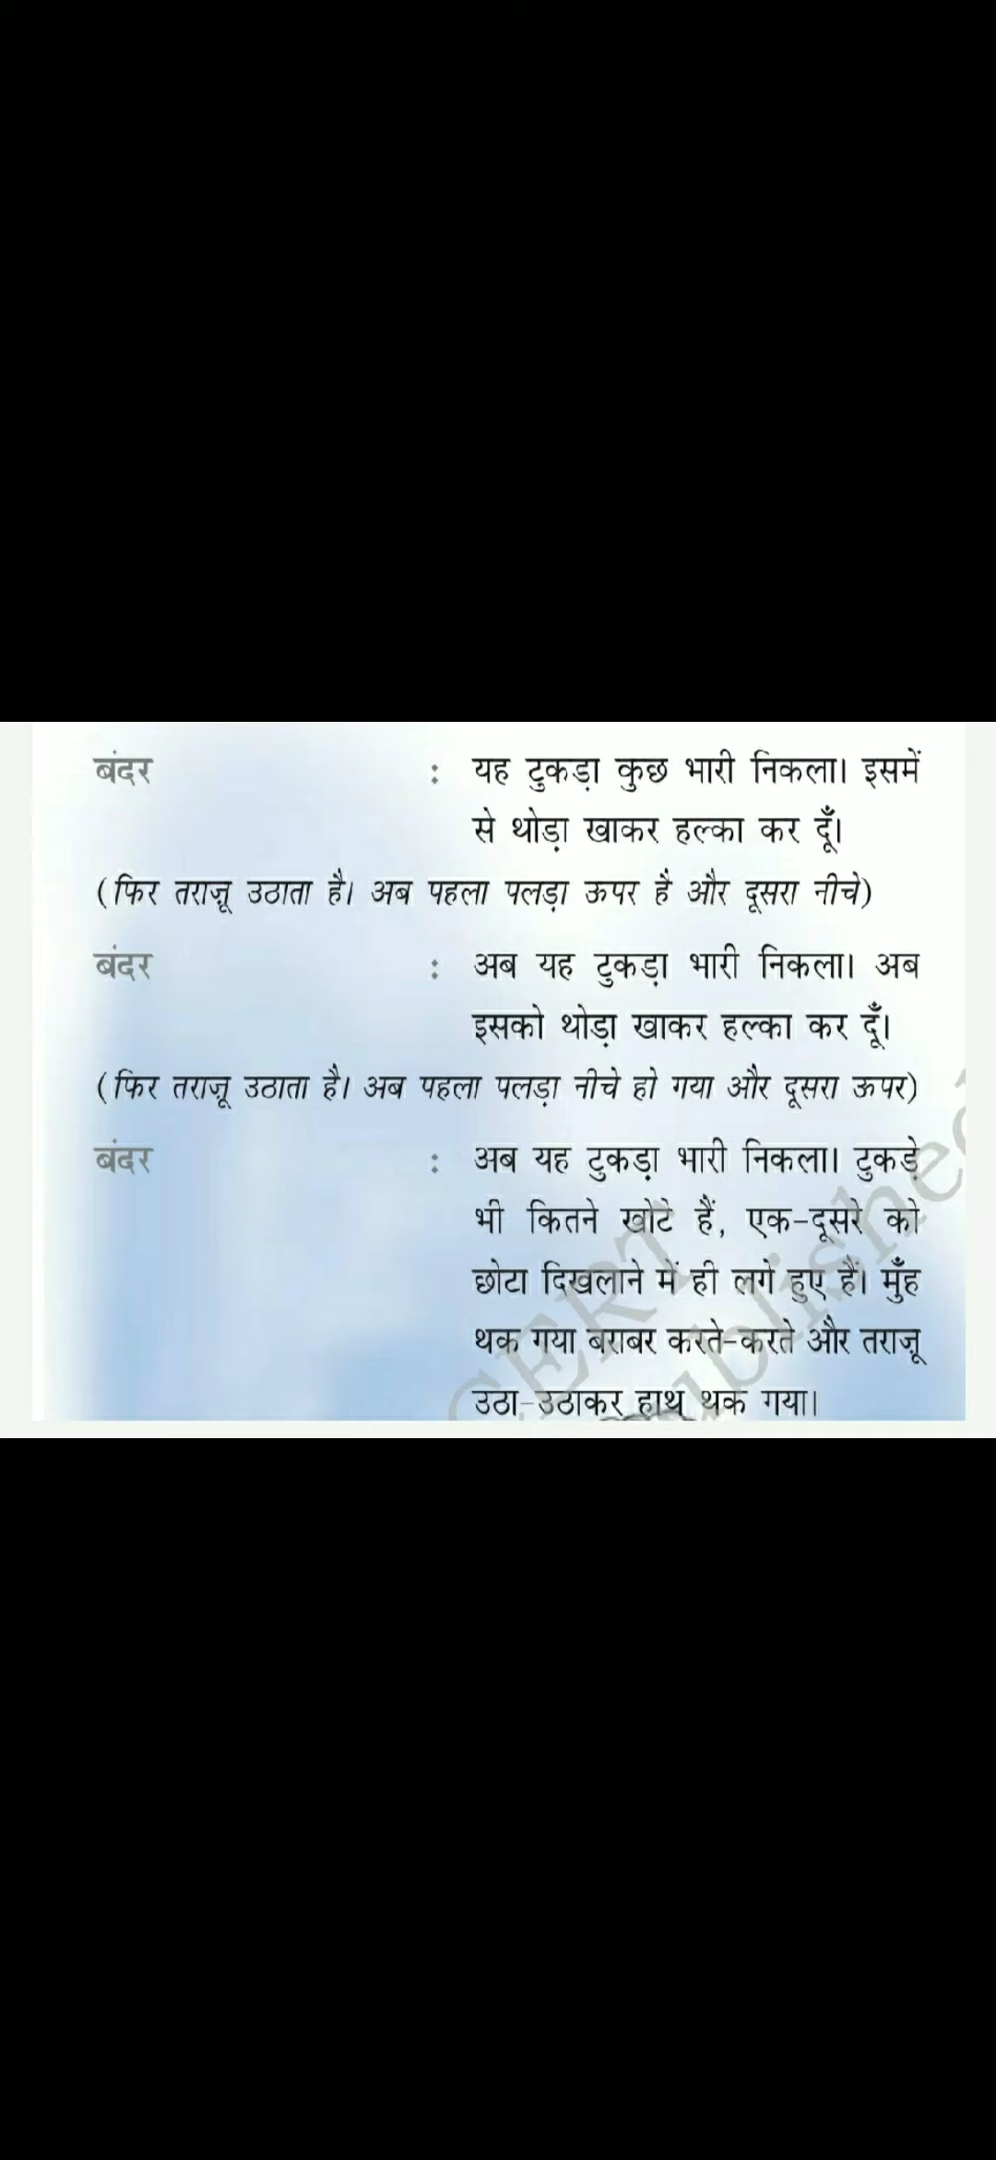 बंदर : यह टुकड़ा कुछ भारी निकला। इसमें
से थोड़ा खाकर हल्का कर दूँ।
(फिर तराज़ू उठाता है। अब पहला पलड़ा ऊपर है और दूसरा नीचे)
बंदर : अब यह टुकड़ा भारी निकला। अब
इसको थोड़ा खाकर हल्का कर दूँ।
(फिर तराज़ू उठाता है। अब पहला पलड़ा नीचे हो गया और दूसरा ऊपर)
बंदर : अब यह टुकड़ा भारी निकला। टुकड़े
भी कितने खोटे हैं, एक-दूसरे को
छोटा दिखलाने में ही लगे हुए हैं। मुँह
थक गया बराबर करते-करते और तराज़ू
उठा-उठाकर हाथ थक गया।